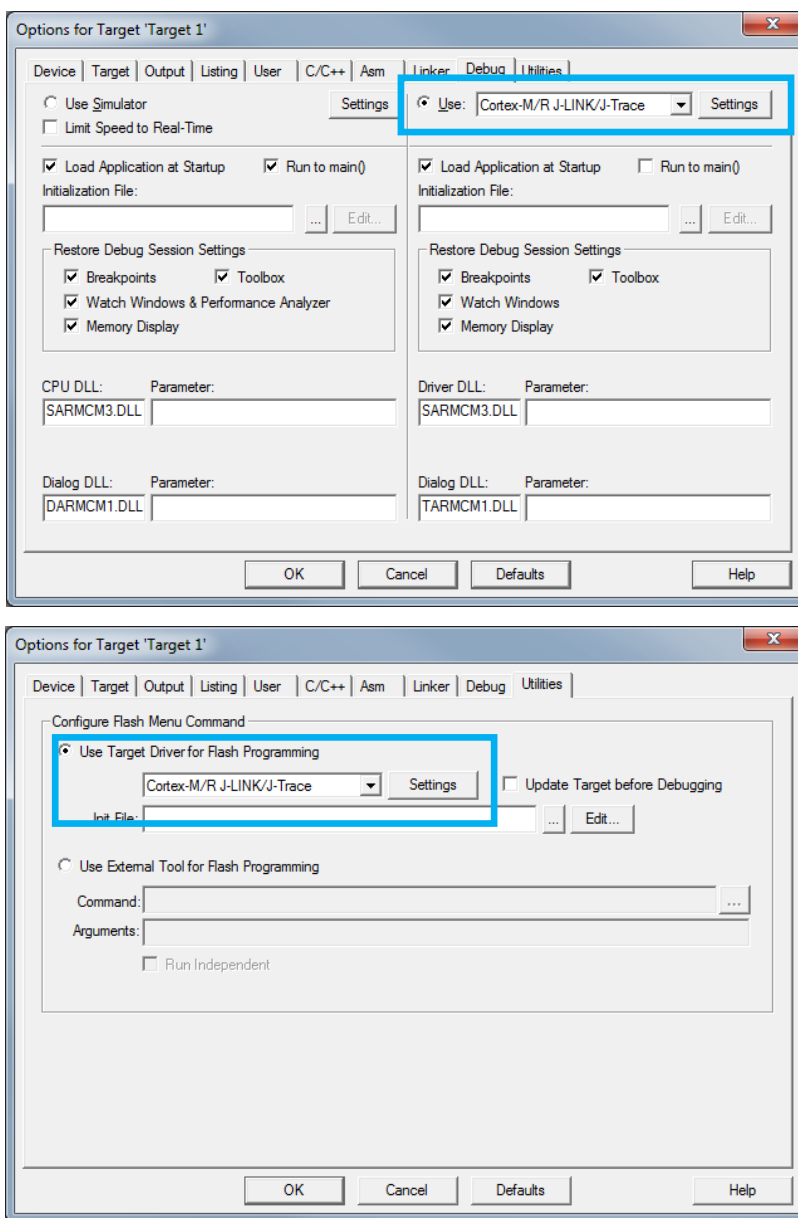 Options for Target 'Target 1'
Device Target Output Listing User C/C++ Asm Linker Debug Utilities
Use Simulator Settings Use: Cortex-M/R J-LINK/J-Trace Settings
Limit Speed to Real-Time
Load Application at Startup Run to main() Load Application at Startup Run to main()
Initialization File: Initialization File:
... Edit... ... Edit...
Restore Debug Session Settings Restore Debug Session Settings
Breakpoints Toolbox Breakpoints Toolbox
Watch Windows & Performance Analyzer Watch Windows
Memory Display Memory Display
CPU DLL: Parameter: Driver DLL: Parameter:
SARMCM3.DLL SARMCM3.DLL
Dialog DLL: Parameter: Dialog DLL: Parameter:
DARMCM1.DLL TARMCM1.DLL
OK Cancel Defaults Help
Options for Target 'Target 1'
Device Target Output Listing User C/C++ Asm Linker Debug Utilities
Configure Flash Menu Command
Use Target Driver for Flash Programming
Cortex-M/R J-LINK/J-Trace Settings Update Target before Debugging
Init File: ... Edit...
Use External Tool for Flash Programming
Command: ...
Arguments:
Run Independent
OK Cancel Defaults Help